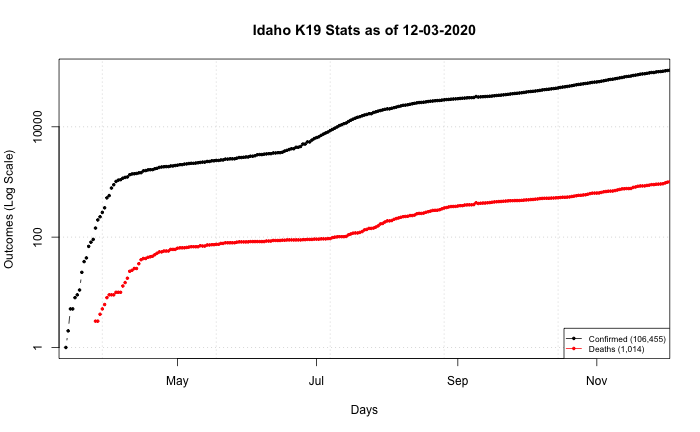 Idaho K19 Stats as of 12-03-2020
Outcomes (Log Scale)
10000
100
1
May
Jul
Sep
Nov
Days
Confirmed (106,455)
Deaths (1,014)